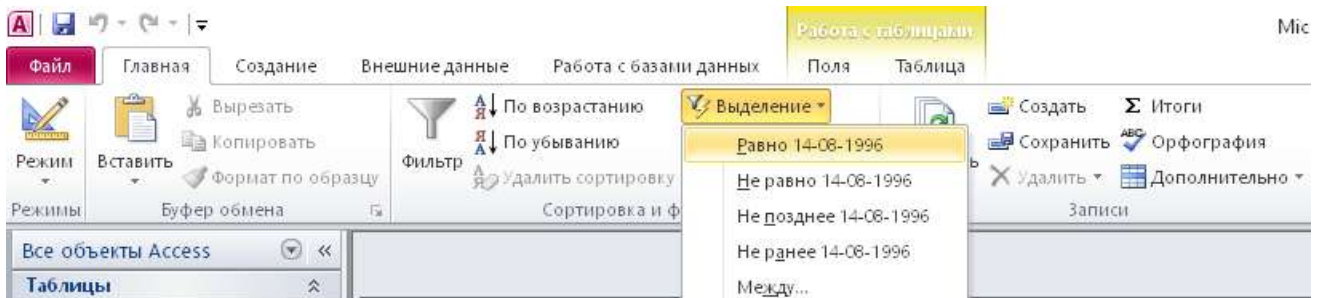 Работа с таблицами
Mic
Файл Главная Создание Внешние данные Работа с базами данных Поля Таблица
Режим
Вставить
Вырезать
Копировать
Формат по образцу
Фильтр
По возрастанию
По убыванию
Удалить сортировку
Выделение
Равно 14-08-1996
Не равно 14-08-1996
Не позднее 14-08-1996
Не ранее 14-08-1996
Между...
ь
Создать
Сохранить
Удалить
Итоги
Орфография
Дополнительно
Режимы Буфер обмена Сортировка и ф Записи
Все объекты Access
Таблицы